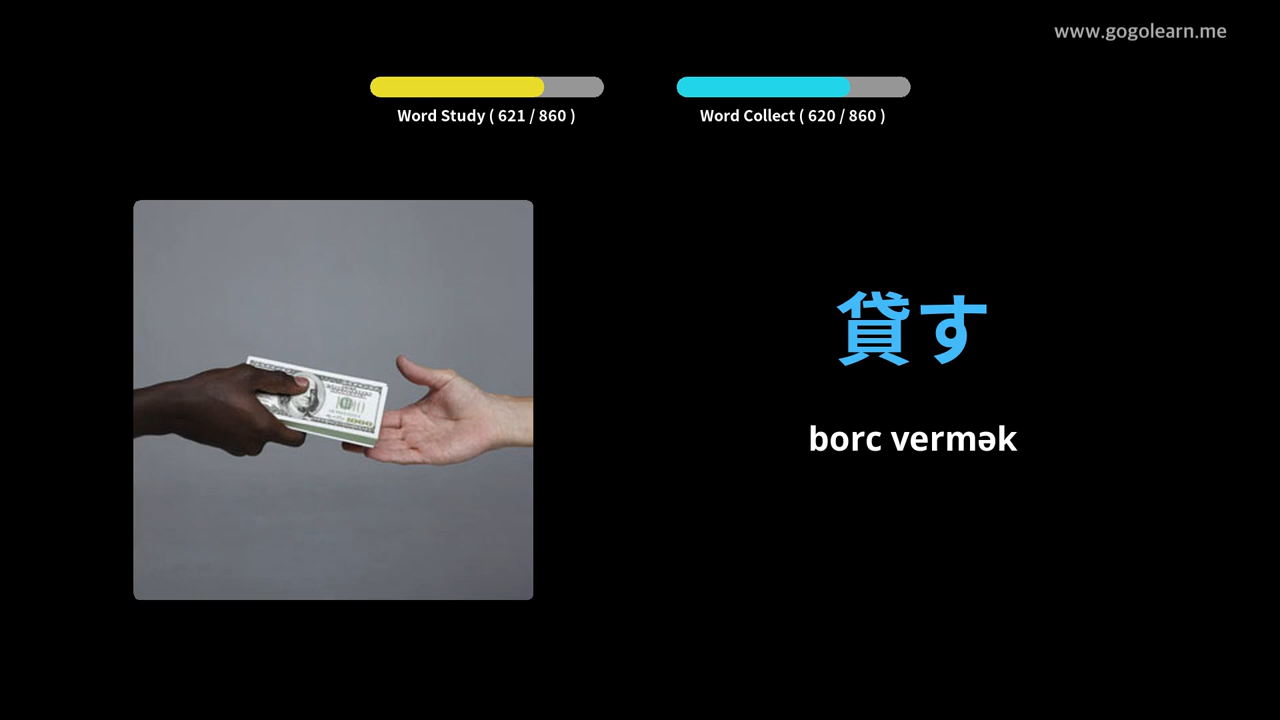 www.gogolearn.me
Word Study ( 621 / 860 )
Word Collect ( 620 / 860 )
貸す
borc vermək